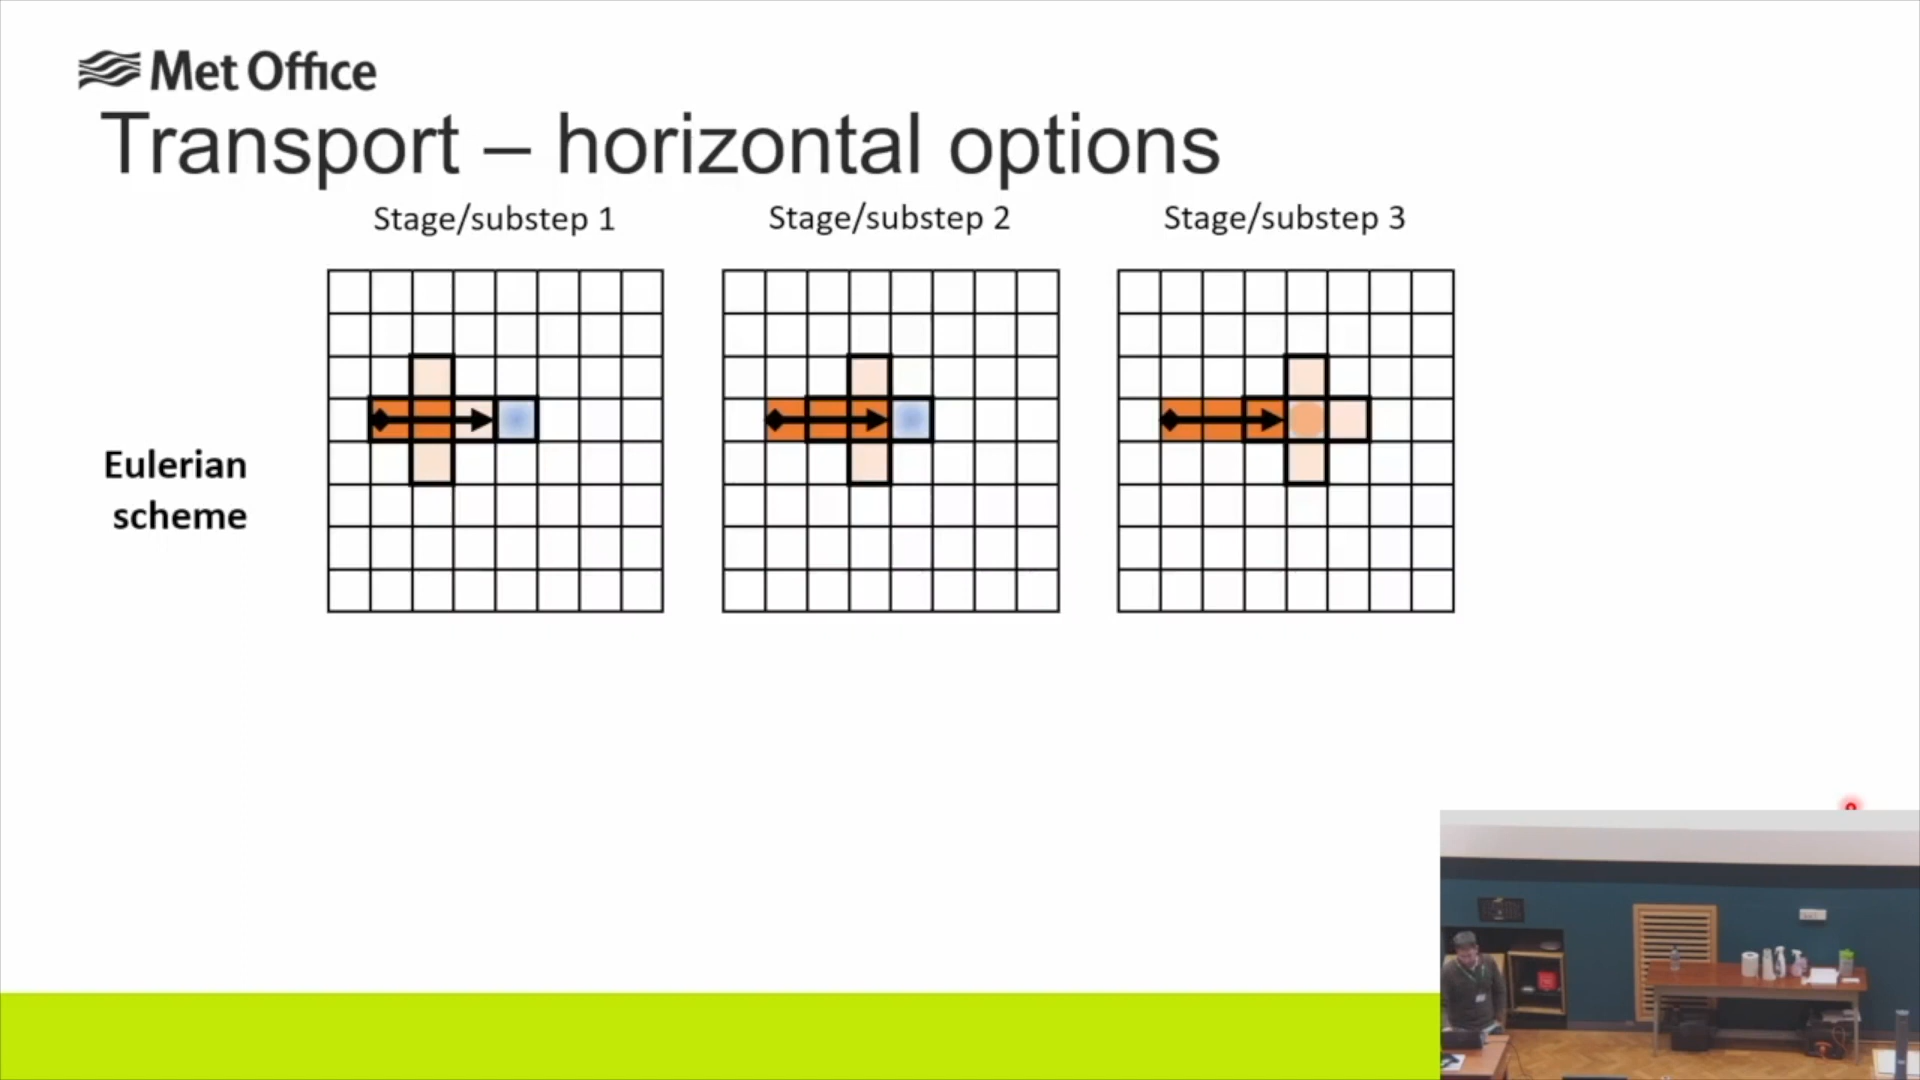 Met Office
Transport – horizontal options
Stage/substep 1
Stage/substep 2
Stage/substep 3
Eulerian
scheme